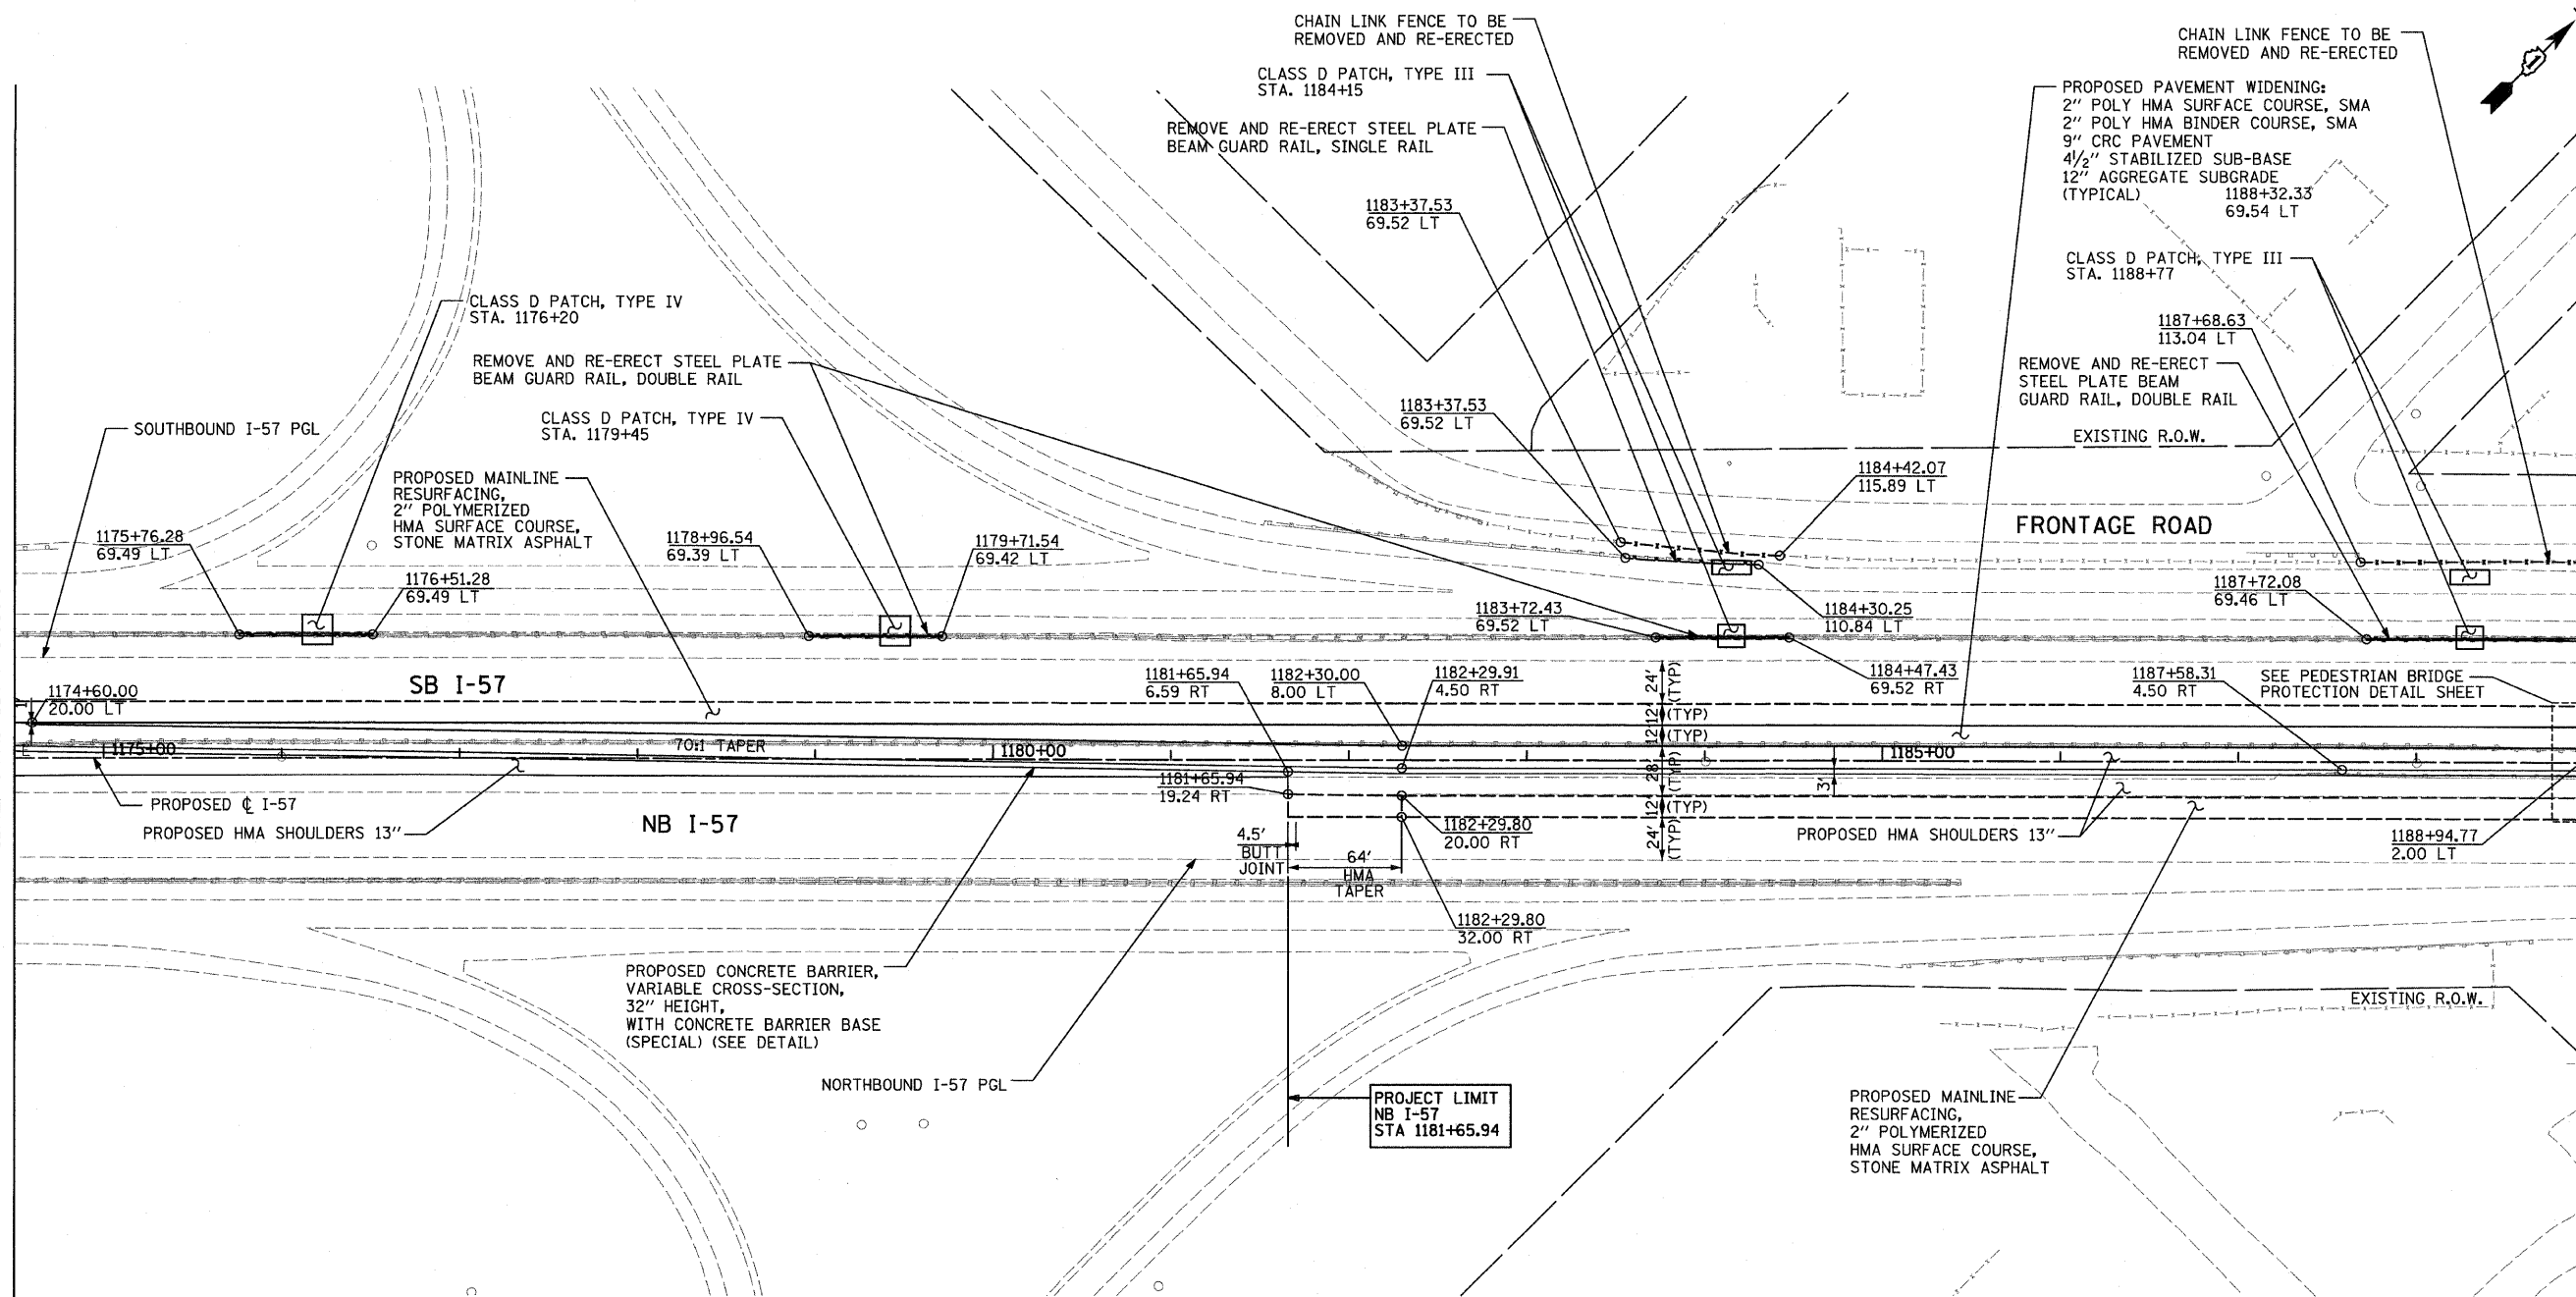 CHAIN LINK FENCE TO BE
REMOVED AND RE-ERECTED
CLASS D PATCH, TYPE III
STA. 1184+15
REMOVE AND RE-ERECT STEEL PLATE
BEAM GUARD RAIL, SINGLE RAIL
1183+37.53
69.52 LT
CHAIN LINK FENCE TO BE
REMOVED AND RE-ERECTED
PROPOSED PAVEMENT WIDENING:
2" POLY HMA SURFACE COURSE, SMA
2" POLY HMA BINDER COURSE, SMA
9" CRC PAVEMENT
4½" STABILIZED SUB-BASE
12" AGGREGATE SUBGRADE
(TYPICAL)
1188+32.33
69.54 LT
CLASS D PATCH, TYPE III
STA. 1188+77
1187+68.63
113.04 LT
REMOVE AND RE-ERECT
STEEL PLATE BEAM
GUARD RAIL, DOUBLE RAIL
EXISTING R.O.W.
CLASS D PATCH, TYPE IV
STA. 1176+20
REMOVE AND RE-ERECT STEEL PLATE
BEAM GUARD RAIL, DOUBLE RAIL
CLASS D PATCH, TYPE IV
STA. 1179+45
SOUTHBOUND I-57 PGL
PROPOSED MAINLINE
RESURFACING,
2" POLYMERIZED
HMA SURFACE COURSE,
STONE MATRIX ASPHALT
1183+37.53
69.52 LT
1184+42.07
115.89 LT
FRONTAGE ROAD
1175+76.28
69.49 LT
1176+51.28
69.49 LT
1178+96.54
69.39 LT
1179+71.54
69.42 LT
1183+72.43
69.52 LT
1184+30.25
110.84 LT
1187+72.08
69.46 LT
SB I-57
1174+60.00
20.00 LT
1181+65.94
6.59 RT
1182+30.00
8.00 LT
1182+29.91
4.50 RT
24' (TYP)
12' (TYP)
12' (TYP)
28' (TYP)
12' (TYP)
24' (TYP)
1184+47.43
69.52 RT
1187+58.31
4.50 RT
SEE PEDESTRIAN BRIDGE
PROTECTION DETAIL SHEET
1175+00
70:1 TAPER
1180+00
1185+00
3'
PROPOSED ℄ I-57
PROPOSED HMA SHOULDERS 13"
NB I-57
1181+65.94
19.24 RT
4.5'
BUTT
JOINT
64'
HMA
TAPER
1182+29.80
20.00 RT
1182+29.80
32.00 RT
PROPOSED HMA SHOULDERS 13"
1188+94.77
2.00 LT
PROPOSED CONCRETE BARRIER,
VARIABLE CROSS-SECTION,
32" HEIGHT,
WITH CONCRETE BARRIER BASE
(SPECIAL) (SEE DETAIL)
NORTHBOUND I-57 PGL
PROJECT LIMIT
NB I-57
STA 1181+65.94
EXISTING R.O.W.
PROPOSED MAINLINE
RESURFACING,
2" POLYMERIZED
HMA SURFACE COURSE,
STONE MATRIX ASPHALT